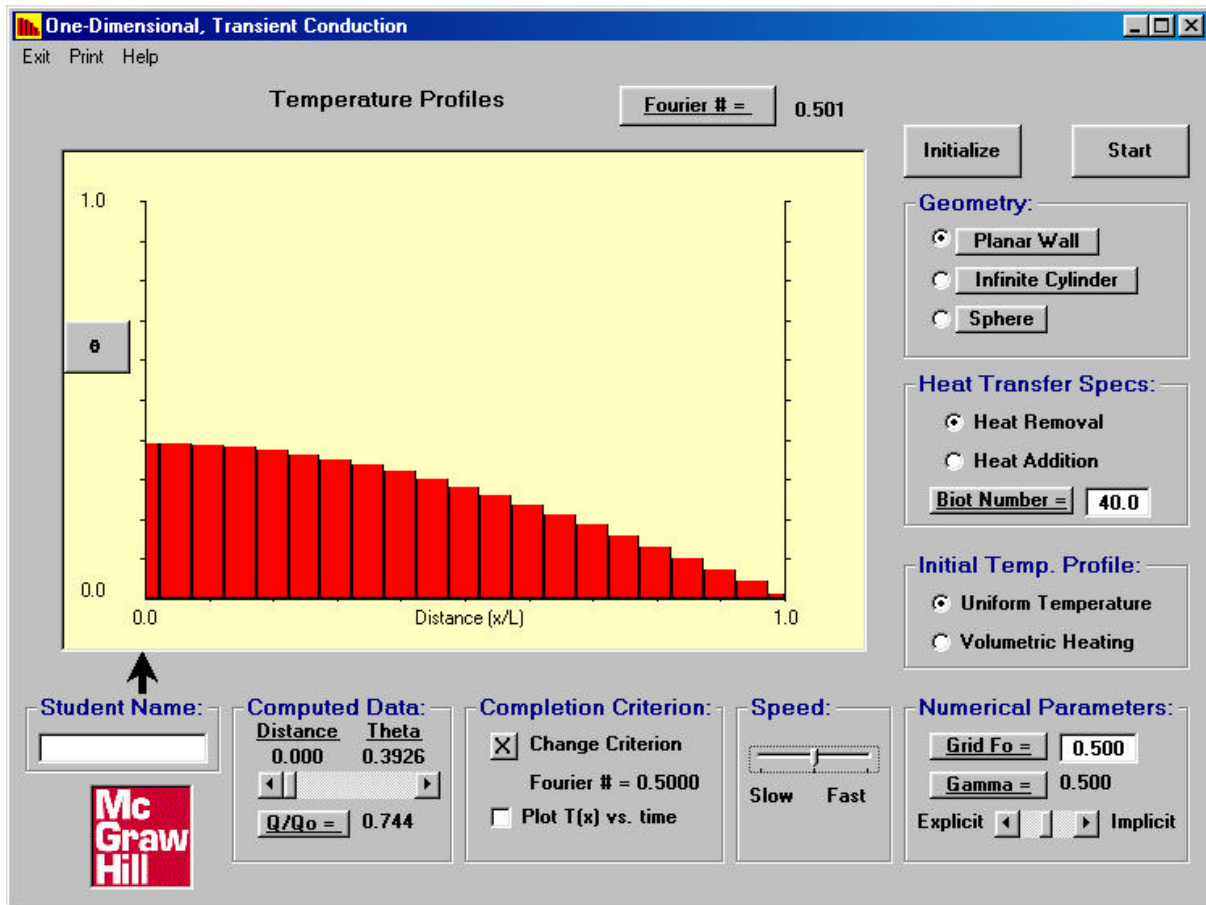 One-Dimensional, Transient Conduction
Exit Print Help
Temperature Profiles
Fourier # = 0.501
Initialize Start
1.0
θ
0.0
0.0 Distance (x/L) 1.0
Geometry:
Planar Wall
Infinite Cylinder
Sphere
Heat Transfer Specs:
Heat Removal
Heat Addition
Biot Number = 40.0
Initial Temp. Profile:
Uniform Temperature
Volumetric Heating
Student Name:
Mc
Graw
Hill
Computed Data:
Distance Theta
0.000 0.3926
Q/Qo = 0.744
Completion Criterion:
X Change Criterion
Fourier # = 0.5000
Plot T(x) vs. time
Speed:
Slow Fast
Numerical Parameters:
Grid Fo = 0.500
Gamma = 0.500
Explicit Implicit